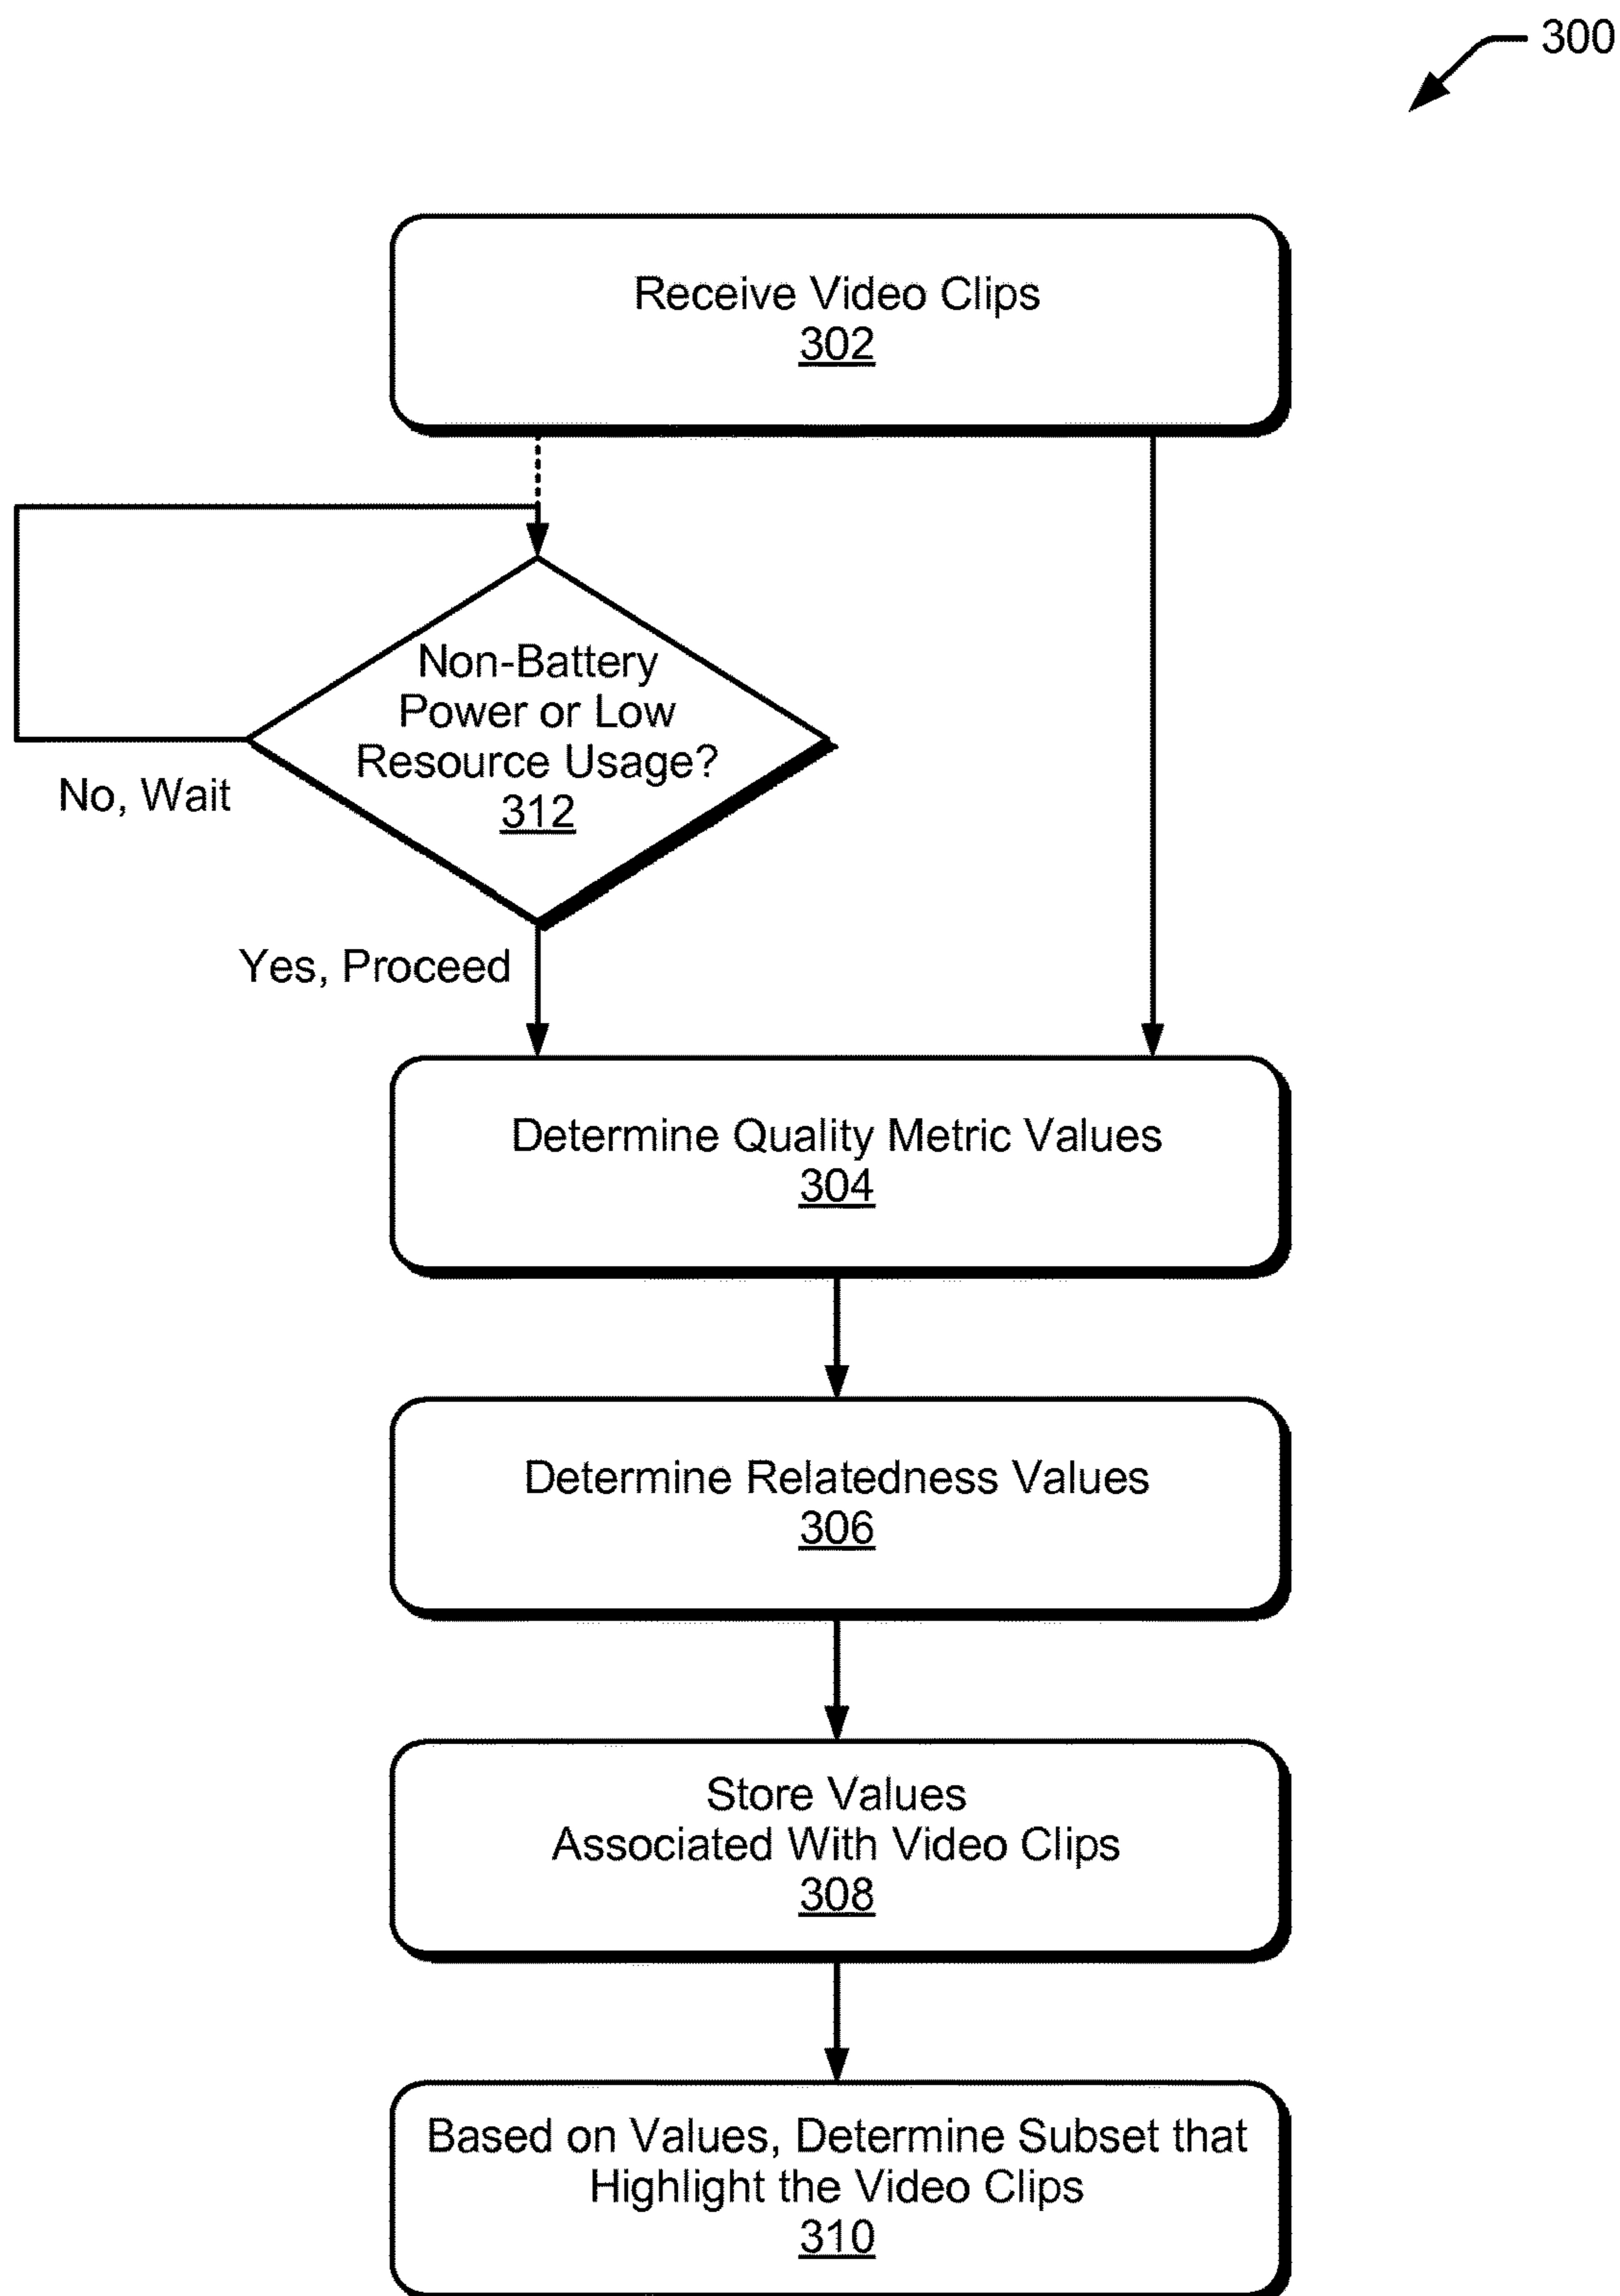 300
Receive Video Clips
302
Non-Battery
Power or Low
Resource Usage?
312
No, Wait
Yes, Proceed
Determine Quality Metric Values
304
Determine Relatedness Values
306
Store Values
Associated With Video Clips
308
Based on Values, Determine Subset that
Highlight the Video Clips
310